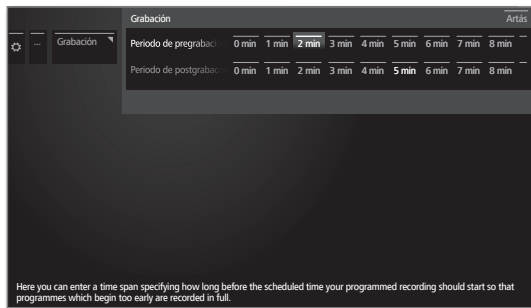 Grabación Artás
... Grabación Periodo de pregrabaci 0 min 1 min 2 min 3 min 4 min 5 min 6 min 7 min 8 min
Periodo de postgrabac 0 min 1 min 2 min 3 min 4 min 5 min 6 min 7 min 8 min
Here you can enter a time span specifying how long before the scheduled time your programmed recording should start so that
programmes which begin too early are recorded in full.